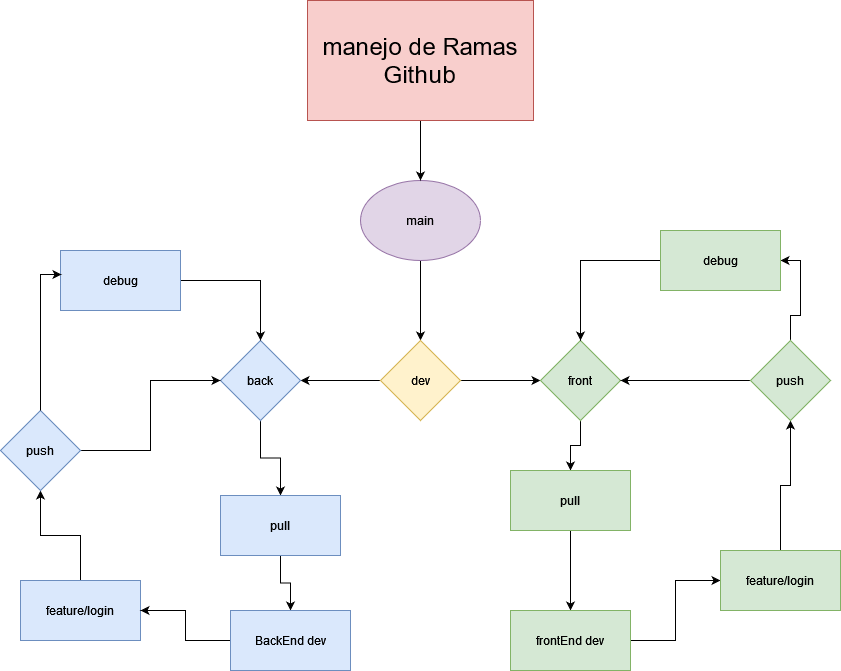 manejo de Ramas
Github
main
debug
debug
back
dev
front
push
push
pull
pull
feature/login
feature/login
BackEnd dev
frontEnd dev